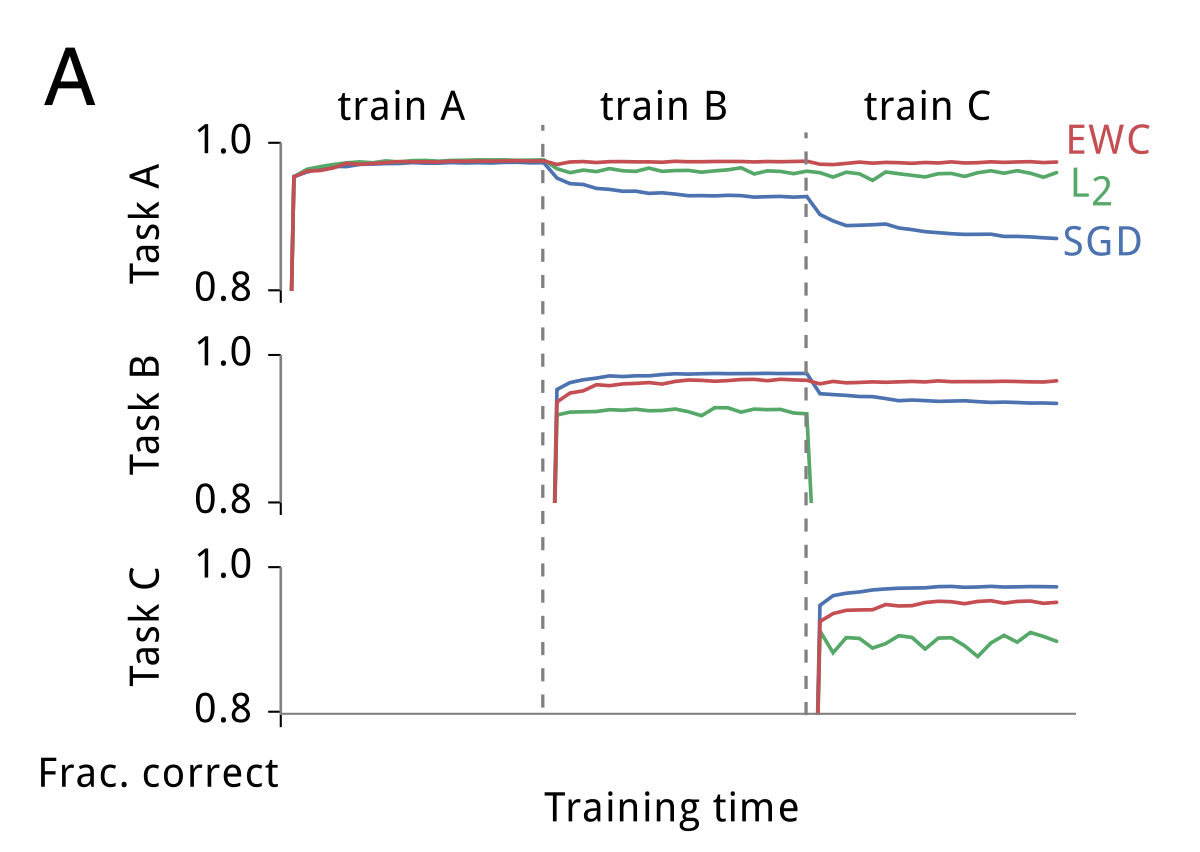 A
train A train B train C
1.0
Task A
0.8
EWC
L2
SGD
1.0
Task B
0.8
1.0
Task C
0.8
Frac. correct
Training time